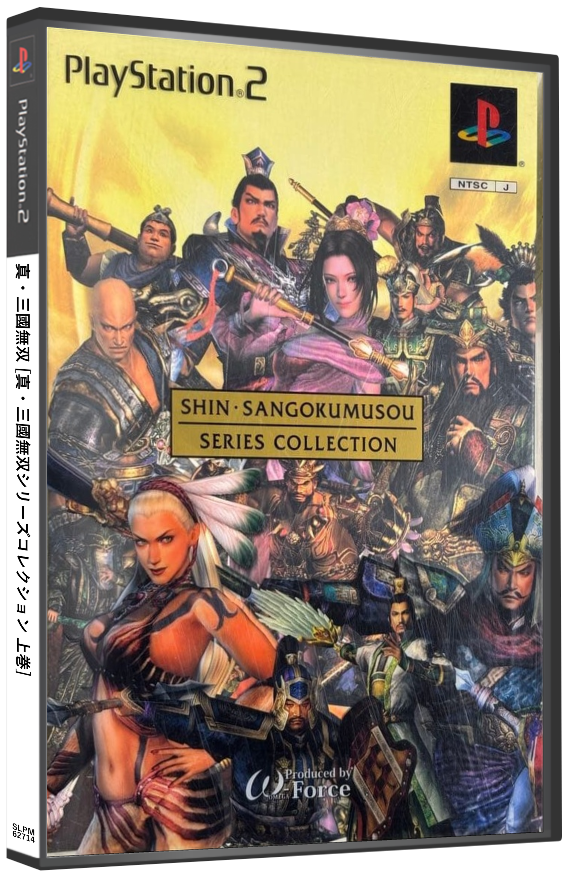 PlayStation®2
NTSC J
®
SHIN・SANGOKUMUSOU
SERIES COLLECTION
Produced by
ω-Force
OMEGA
PlayStation®2
真・三國無双 [真・三國無双シリーズコレクション 上巻]
SLPM
62714